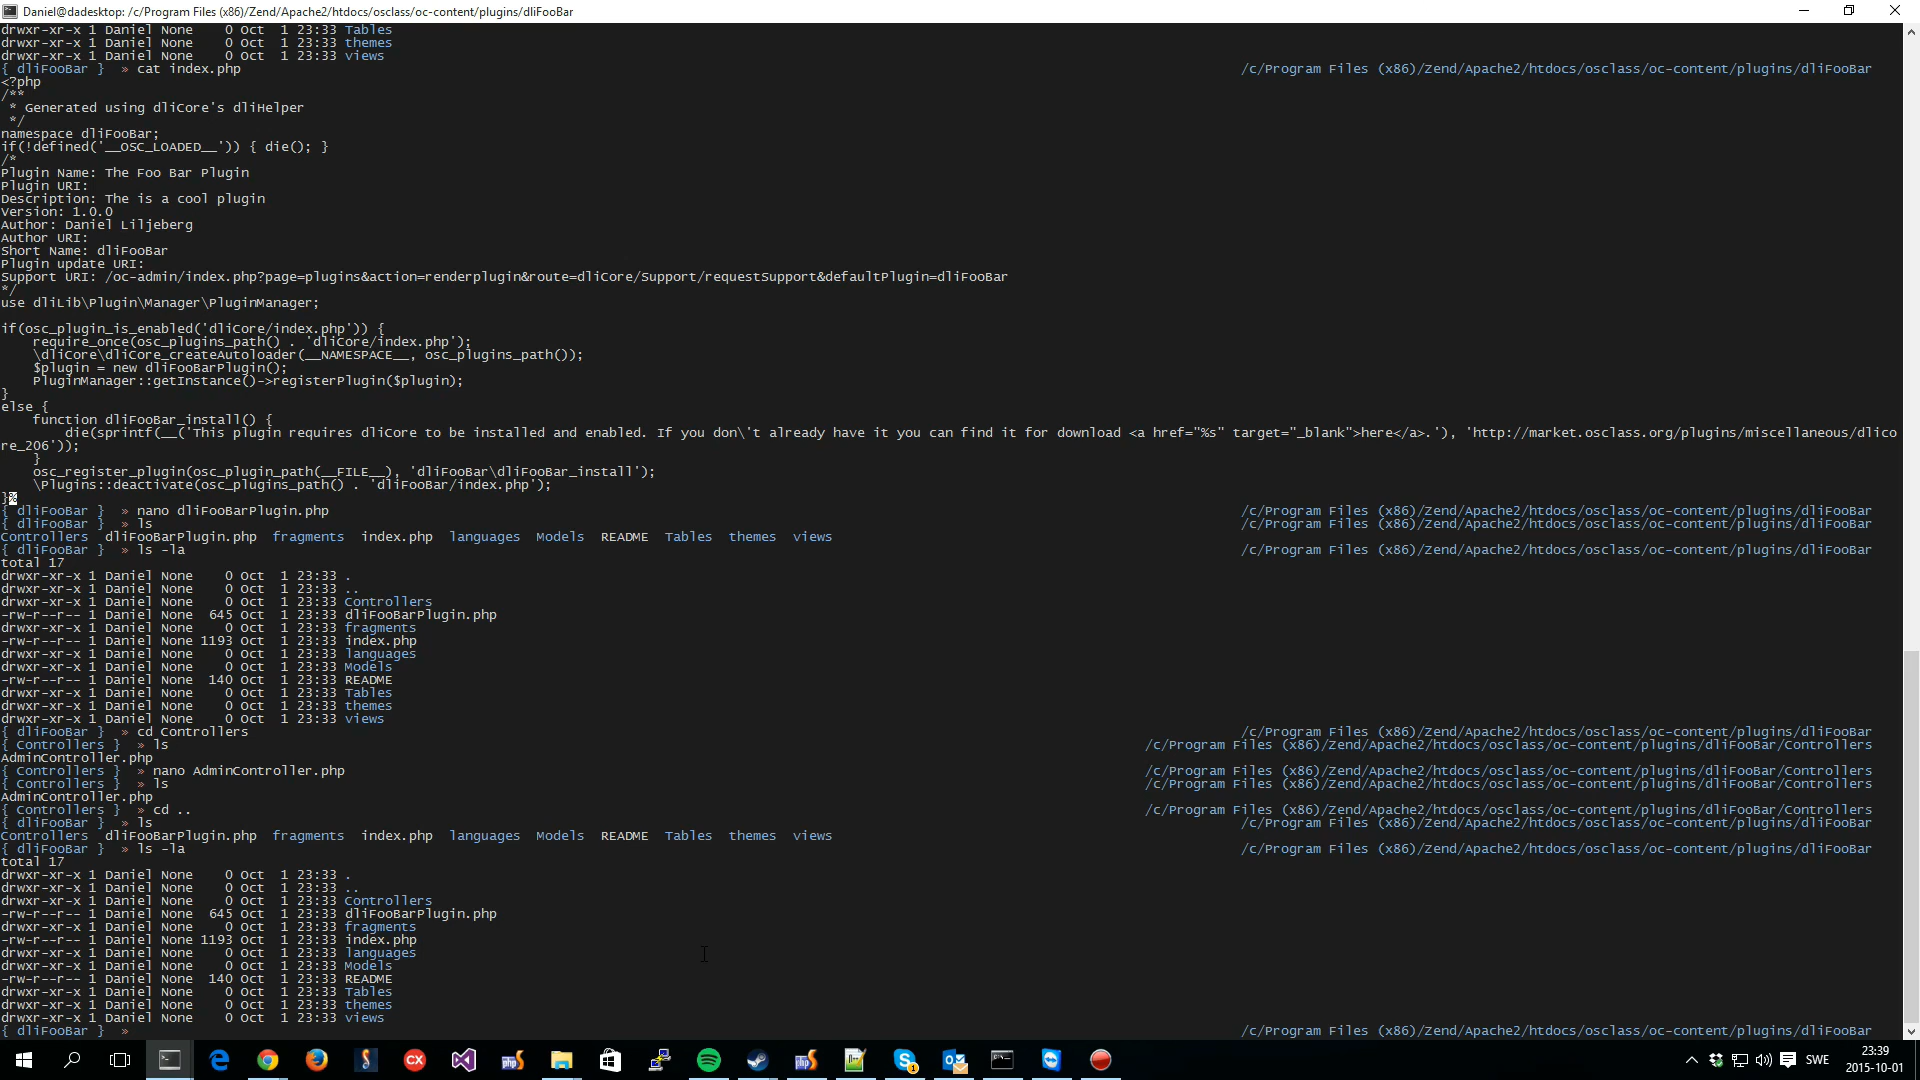 Daniel@dadesktop: /c/Program Files (x86)/Zend/Apache2/htdocs/osclass/oc-content/plugins/dliFooBar
drwxr-xr-x 1 Daniel None    0 Oct  1 23:33 Tables
drwxr-xr-x 1 Daniel None    0 Oct  1 23:33 themes
drwxr-xr-x 1 Daniel None    0 Oct  1 23:33 views
{ dliFooBar }  » cat index.php /c/Program Files (x86)/Zend/Apache2/htdocs/osclass/oc-content/plugins/dliFooBar
<?php
/**
 * Generated using dliCore's dliHelper
 */
namespace dliFooBar;
if(!defined('__OSC_LOADED__')) { die(); }
/*
Plugin Name: The Foo Bar Plugin
Plugin URI:
Description: The is a cool plugin
Version: 1.0.0
Author: Daniel Liljeberg
Author URI:
Short Name: dliFooBar
Plugin update URI:
Support URI: /oc-admin/index.php?page=plugins&action=renderplugin&route=dliCore/Support/requestSupport&defaultPlugin=dliFooBar
*/
use dliLib\Plugin\Manager\PluginManager;
if(osc_plugin_is_enabled('dliCore/index.php')) {
    require_once(osc_plugins_path() . 'dliCore/index.php');
    \dliCore\dliCore_createAutoloader(__NAMESPACE__, osc_plugins_path());
    $plugin = new dliFooBarPlugin();
    PluginManager::getInstance()->registerPlugin($plugin);
}
else {
    function dliFooBar_install() {
        die(sprintf(__('This plugin requires dliCore to be installed and enabled. If you don\'t already have it you can find it for download <a href="%s" target="_blank">here</a>.'), 'http://market.osclass.org/plugins/miscellaneous/dlico
re_206'));
    }
    osc_register_plugin(osc_plugin_path(__FILE__), 'dliFooBar\dliFooBar_install');
    \Plugins::deactivate(osc_plugins_path() . 'dliFooBar/index.php');
}%
{ dliFooBar }  » nano dliFooBarPlugin.php /c/Program Files (x86)/Zend/Apache2/htdocs/osclass/oc-content/plugins/dliFooBar
{ dliFooBar }  » ls /c/Program Files (x86)/Zend/Apache2/htdocs/osclass/oc-content/plugins/dliFooBar
Controllers  dliFooBarPlugin.php  fragments  index.php  languages  Models  README  Tables  themes  views
{ dliFooBar }  » ls -la /c/Program Files (x86)/Zend/Apache2/htdocs/osclass/oc-content/plugins/dliFooBar
total 17
drwxr-xr-x 1 Daniel None    0 Oct  1 23:33 .
drwxr-xr-x 1 Daniel None    0 Oct  1 23:33 ..
drwxr-xr-x 1 Daniel None    0 Oct  1 23:33 Controllers
-rw-r--r-- 1 Daniel None  645 Oct  1 23:33 dliFooBarPlugin.php
drwxr-xr-x 1 Daniel None    0 Oct  1 23:33 fragments
-rw-r--r-- 1 Daniel None 1193 Oct  1 23:33 index.php
drwxr-xr-x 1 Daniel None    0 Oct  1 23:33 languages
drwxr-xr-x 1 Daniel None    0 Oct  1 23:33 Models
-rw-r--r-- 1 Daniel None  140 Oct  1 23:33 README
drwxr-xr-x 1 Daniel None    0 Oct  1 23:33 Tables
drwxr-xr-x 1 Daniel None    0 Oct  1 23:33 themes
drwxr-xr-x 1 Daniel None    0 Oct  1 23:33 views
{ dliFooBar }  » cd Controllers /c/Program Files (x86)/Zend/Apache2/htdocs/osclass/oc-content/plugins/dliFooBar
{ Controllers }  » ls /c/Program Files (x86)/Zend/Apache2/htdocs/osclass/oc-content/plugins/dliFooBar/Controllers
AdminController.php
{ Controllers }  » nano AdminController.php /c/Program Files (x86)/Zend/Apache2/htdocs/osclass/oc-content/plugins/dliFooBar/Controllers
{ Controllers }  » ls /c/Program Files (x86)/Zend/Apache2/htdocs/osclass/oc-content/plugins/dliFooBar/Controllers
AdminController.php
{ Controllers }  » cd .. /c/Program Files (x86)/Zend/Apache2/htdocs/osclass/oc-content/plugins/dliFooBar/Controllers
{ dliFooBar }  » ls /c/Program Files (x86)/Zend/Apache2/htdocs/osclass/oc-content/plugins/dliFooBar
Controllers  dliFooBarPlugin.php  fragments  index.php  languages  Models  README  Tables  themes  views
{ dliFooBar }  » ls -la /c/Program Files (x86)/Zend/Apache2/htdocs/osclass/oc-content/plugins/dliFooBar
total 17
drwxr-xr-x 1 Daniel None    0 Oct  1 23:33 .
drwxr-xr-x 1 Daniel None    0 Oct  1 23:33 ..
drwxr-xr-x 1 Daniel None    0 Oct  1 23:33 Controllers
-rw-r--r-- 1 Daniel None  645 Oct  1 23:33 dliFooBarPlugin.php
drwxr-xr-x 1 Daniel None    0 Oct  1 23:33 fragments
-rw-r--r-- 1 Daniel None 1193 Oct  1 23:33 index.php
drwxr-xr-x 1 Daniel None    0 Oct  1 23:33 languages
drwxr-xr-x 1 Daniel None    0 Oct  1 23:33 Models
-rw-r--r-- 1 Daniel None  140 Oct  1 23:33 README
drwxr-xr-x 1 Daniel None    0 Oct  1 23:33 Tables
drwxr-xr-x 1 Daniel None    0 Oct  1 23:33 themes
drwxr-xr-x 1 Daniel None    0 Oct  1 23:33 views
{ dliFooBar }  » /c/Program Files (x86)/Zend/Apache2/htdocs/osclass/oc-content/plugins/dliFooBar
SWE
23:39
2015-10-01